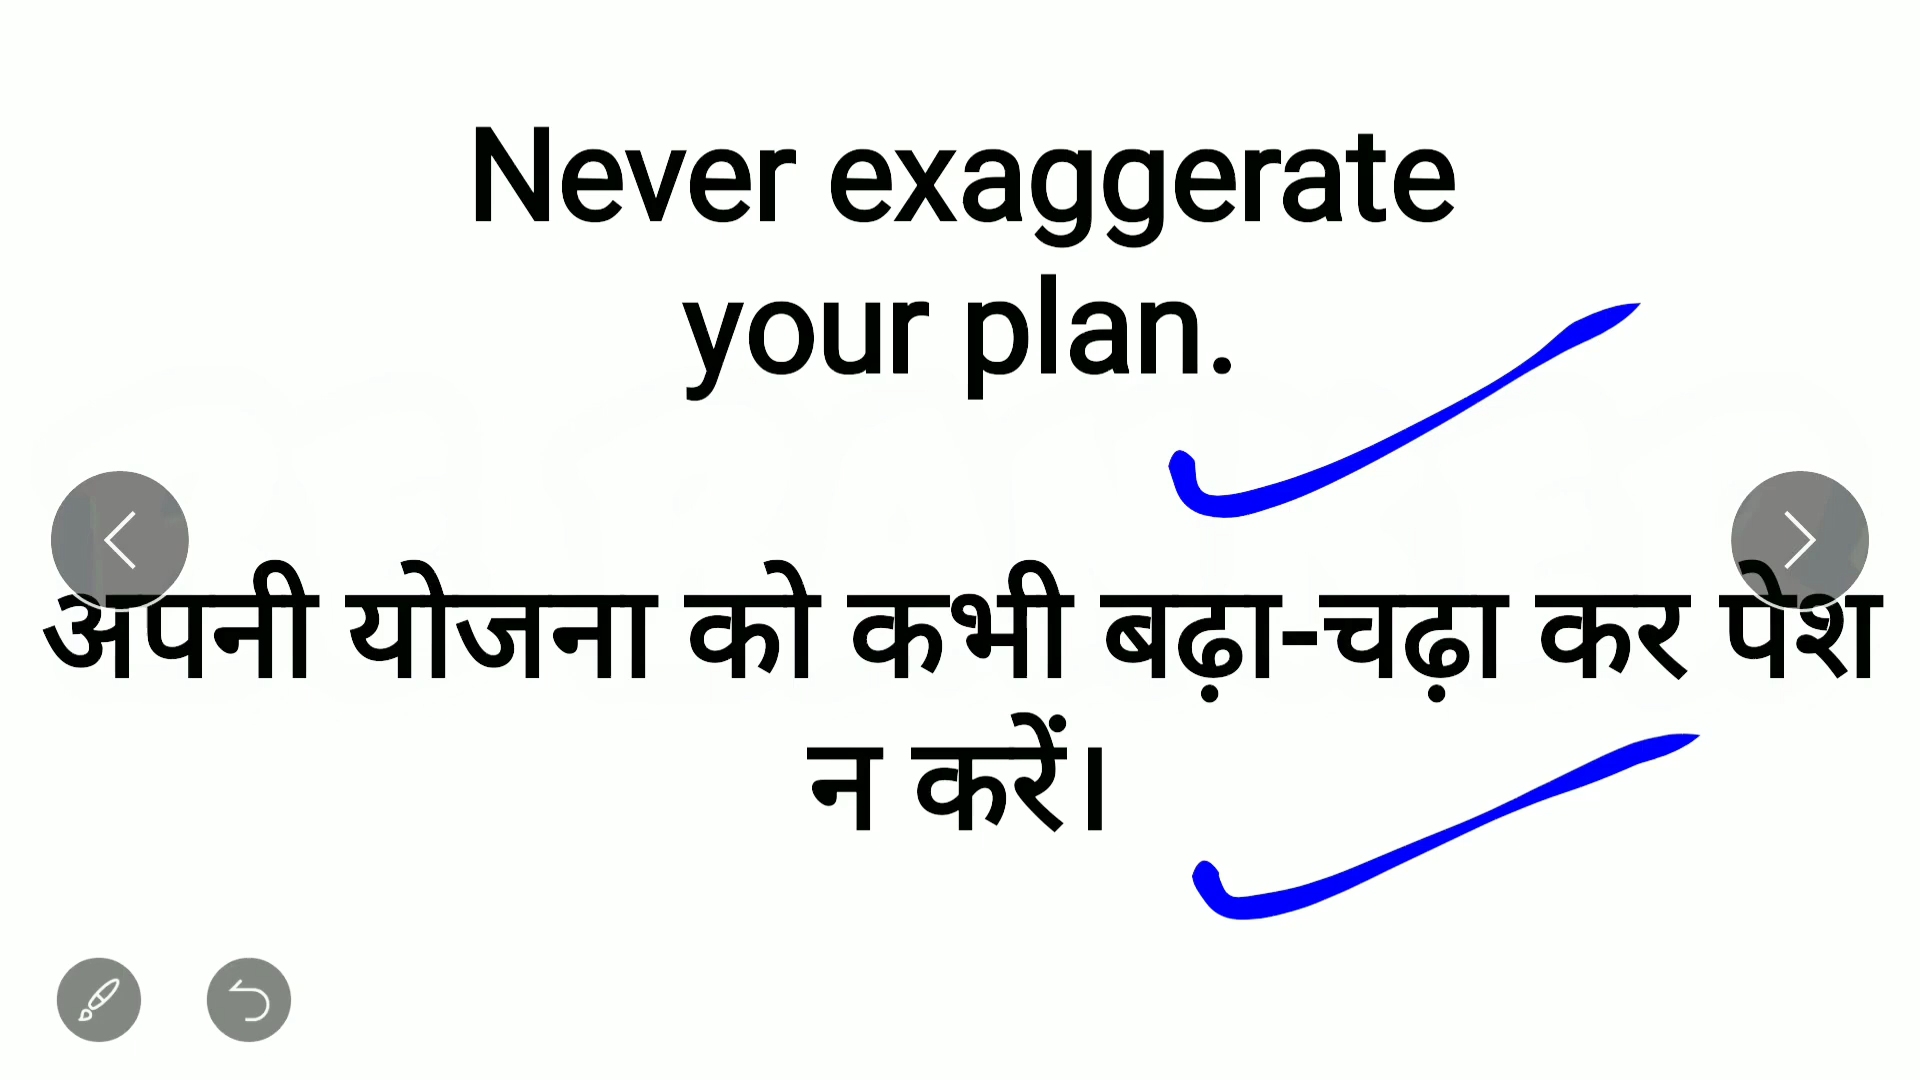 Never exaggerate
your plan.
अपनी योजना को कभी बढ़ा-चढ़ा कर पेश
न करें।